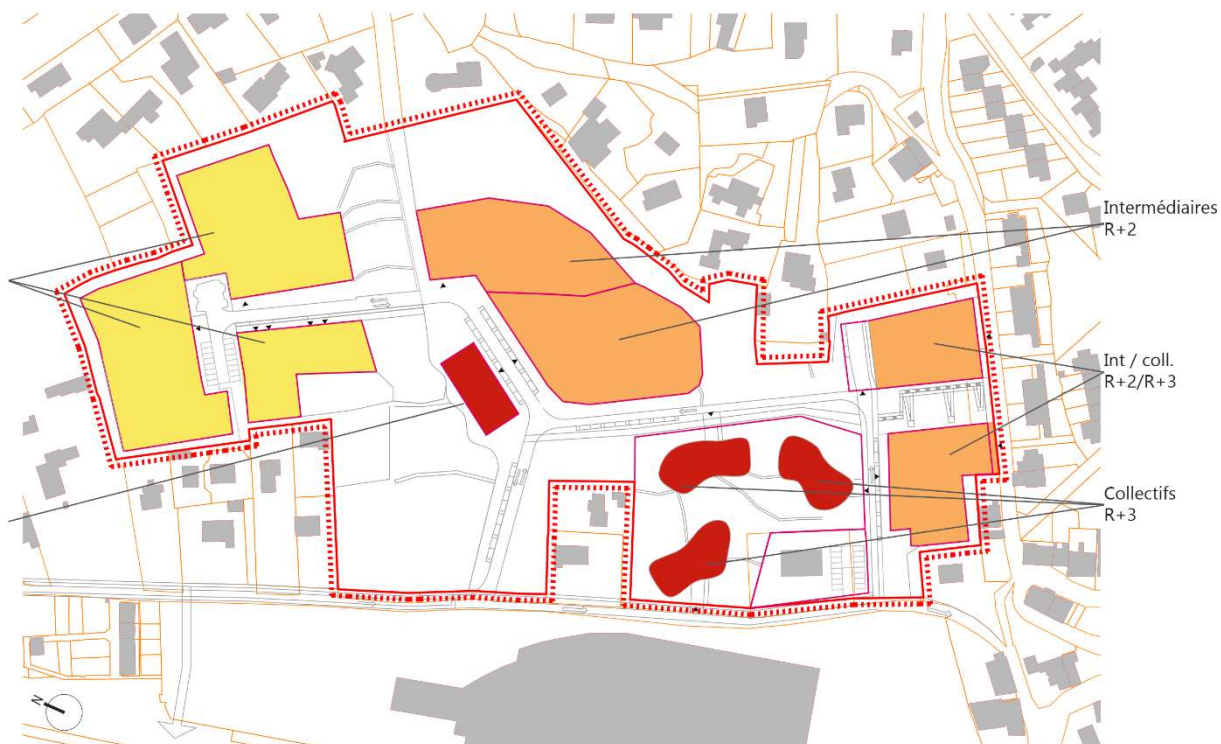 Intermédiaires
R+2
Int / coll.
R+2/R+3
Collectifs
R+3
N